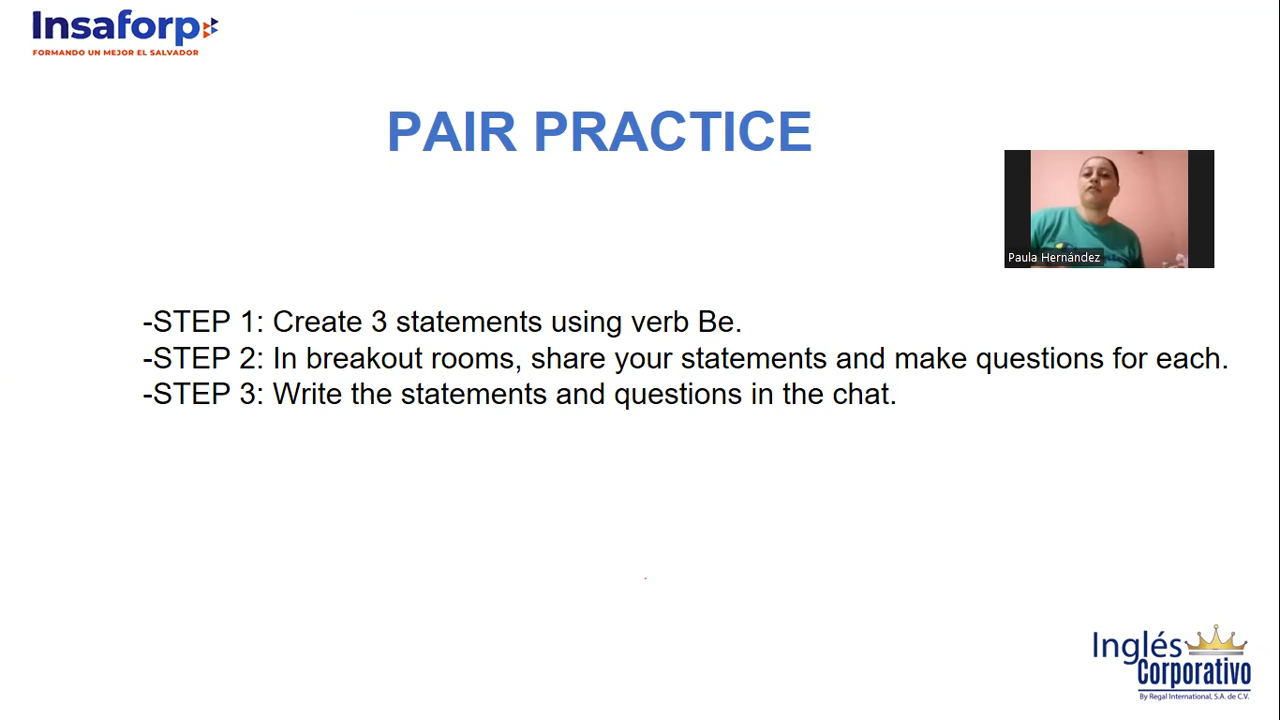 Insaforp
FORMANDO UN MEJOR EL SALVADOR
PAIR PRACTICE
Paula Hernández
-STEP 1: Create 3 statements using verb Be.
-STEP 2: In breakout rooms, share your statements and make questions for each.
-STEP 3: Write the statements and questions in the chat.
Inglés
Corporativo
By Regal International, S.A. de C.V.